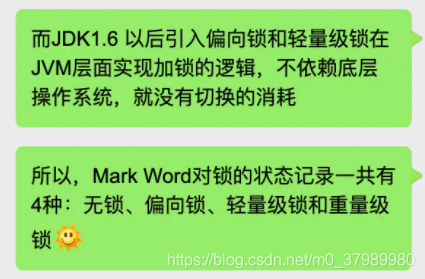 而JDK1.6 以后引入偏向锁和轻量级锁在
JVM层面实现加锁的逻辑，不依赖底层
操作系统，就没有切换的消耗
所以，Mark Word对锁的状态记录一共有
4种：无锁、偏向锁、轻量级锁和重量级
锁
https://blog.csdn.net/m0_37989980